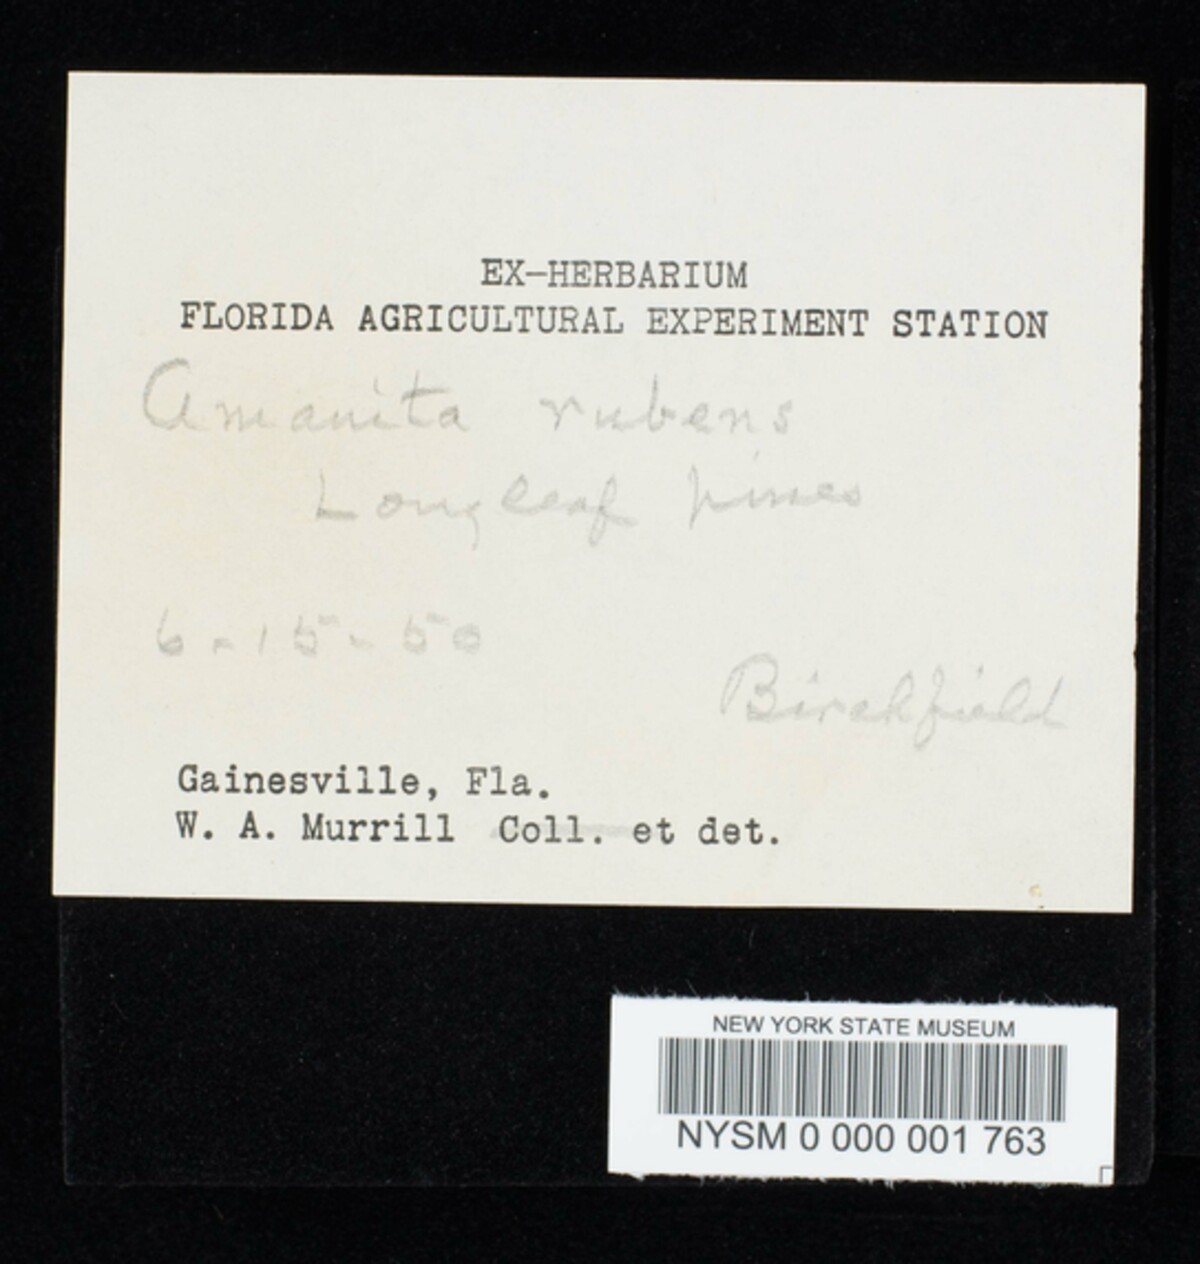 EX-HERBARIUM
FLORIDA AGRICULTURAL EXPERIMENT STATION
Amanita rubens
Longleaf pines
6-15-50
Birchfield
Gainesville, Fla.
W. A. Murrill Coll. et det.
NEW YORK STATE MUSEUM
NYSM 0 000 001 763